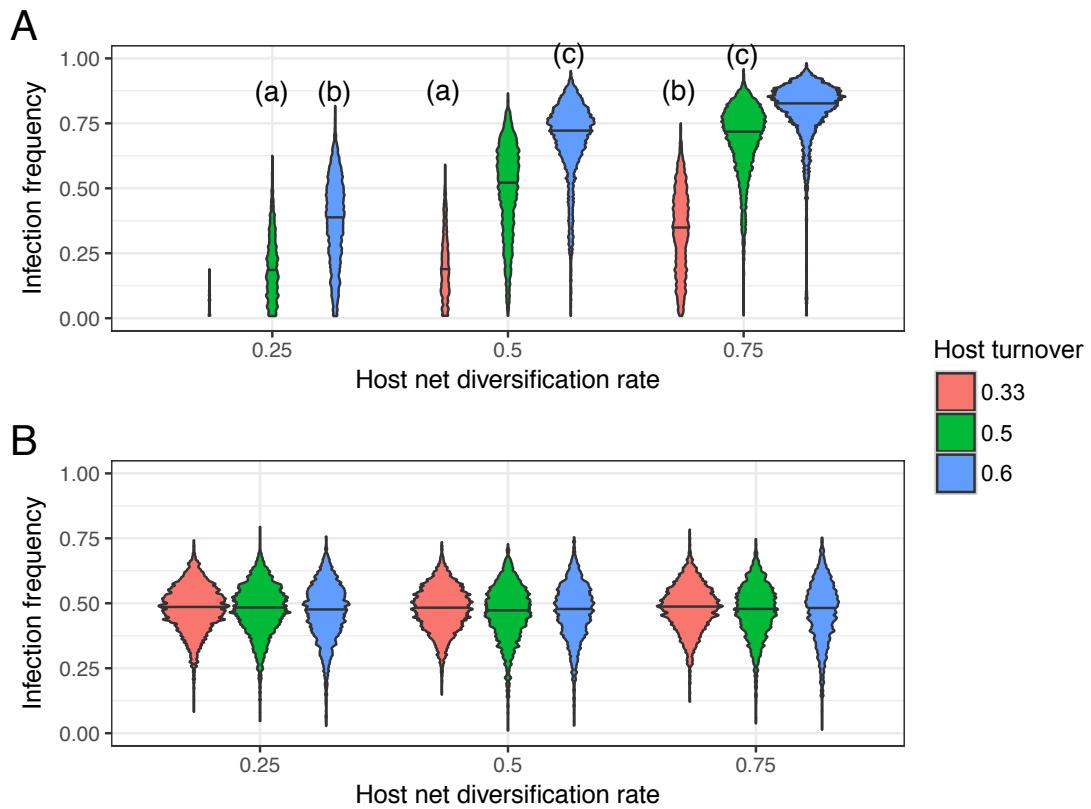 A
(a) (b) (a) (c) (b) (c)
1.00
0.75
0.50
0.25
0.00
Infection frequency
0.25 0.5 0.75
Host net diversification rate
Host turnover
0.33
0.5
0.6
B
1.00
0.75
0.50
0.25
0.00
Infection frequency
0.25 0.5 0.75
Host net diversification rate